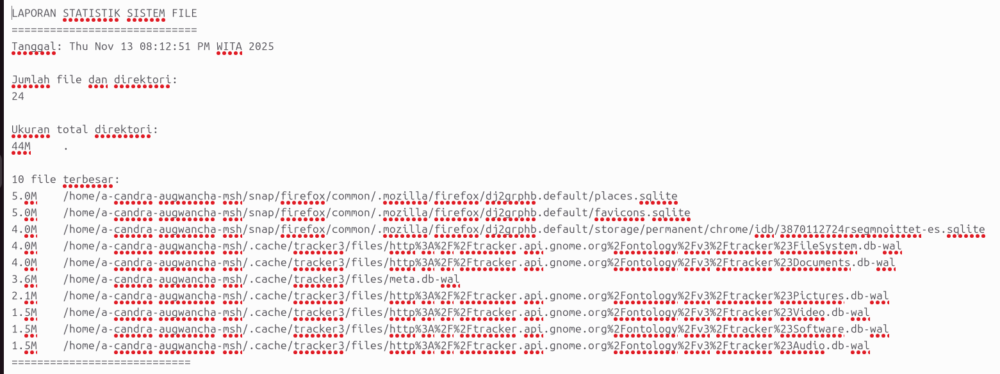 LAPORAN STATISTIK SISTEM FILE
=============================
Tanggal: Thu Nov 13 08:12:51 PM WITA 2025
Jumlah file dan direktori:
24
Ukuran total direktori:
44M .
10 file terbesar:
5.0M /home/a-candra-augwancha-msh/snap/firefox/common/.mozilla/firefox/dj2grphb.default/places.sqlite
5.0M /home/a-candra-augwancha-msh/snap/firefox/common/.mozilla/firefox/dj2grphb.default/favicons.sqlite
4.0M /home/a-candra-augwancha-msh/snap/firefox/common/.mozilla/firefox/dj2grphb.default/storage/permanent/chrome/idb/3870112724rsegmnoittet-es.sqlite
4.0M /home/a-candra-augwancha-msh/.cache/tracker3/files/http%3A%2F%2Ftracker.api.gnome.org%2Fontology%2Fv3%2Ftracker%23FileSystem.db-wal
4.0M /home/a-candra-augwancha-msh/.cache/tracker3/files/http%3A%2F%2Ftracker.api.gnome.org%2Fontology%2Fv3%2Ftracker%23Documents.db-wal
3.6M /home/a-candra-augwancha-msh/.cache/tracker3/files/meta.db-wal
2.1M /home/a-candra-augwancha-msh/.cache/tracker3/files/http%3A%2F%2Ftracker.api.gnome.org%2Fontology%2Fv3%2Ftracker%23Pictures.db-wal
1.5M /home/a-candra-augwancha-msh/.cache/tracker3/files/http%3A%2F%2Ftracker.api.gnome.org%2Fontology%2Fv3%2Ftracker%23Video.db-wal
1.5M /home/a-candra-augwancha-msh/.cache/tracker3/files/http%3A%2F%2Ftracker.api.gnome.org%2Fontology%2Fv3%2Ftracker%23Software.db-wal
1.5M /home/a-candra-augwancha-msh/.cache/tracker3/files/http%3A%2F%2Ftracker.api.gnome.org%2Fontology%2Fv3%2Ftracker%23Audio.db-wal
============================